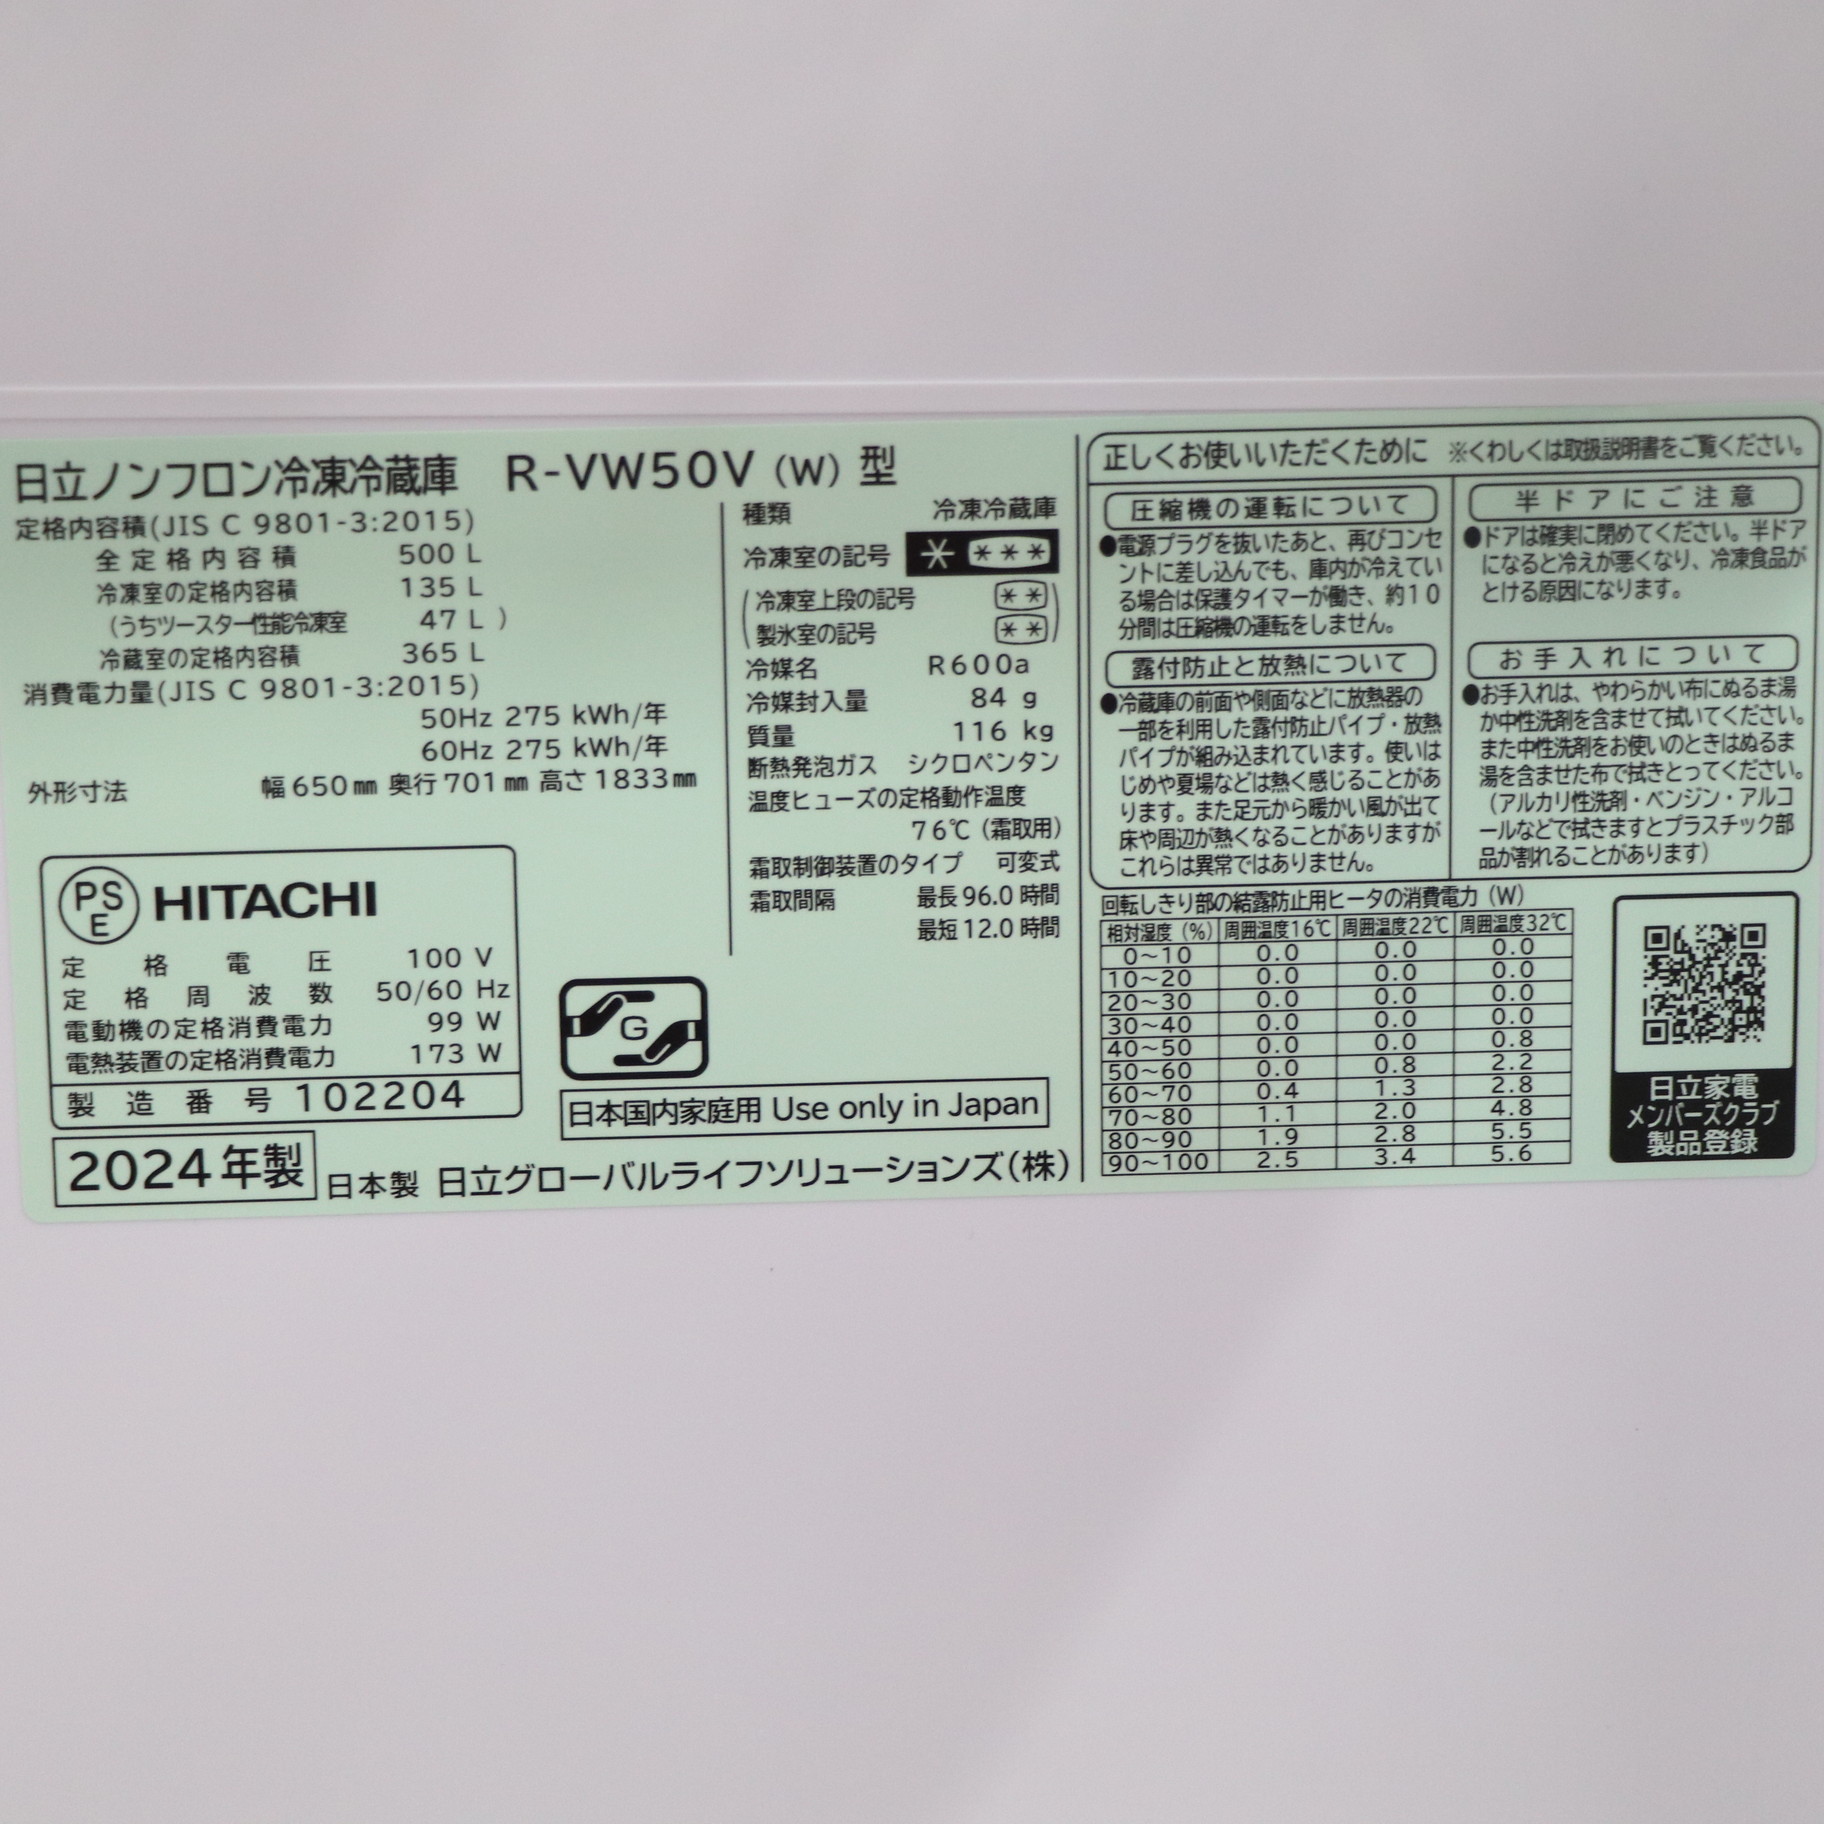 日立ノンフロン冷凍冷蔵庫 R-VW50V (W) 型
定格内容積(JIS C 9801-3:2015)
全定格内容積 500 L
冷凍室の定格内容積 135 L
(うちツースター性能冷凍室 47 L )
冷蔵室の定格内容積 365 L
消費電力量(JIS C 9801-3:2015)
50Hz 275 kWh/年
60Hz 275 kWh/年
外形寸法 幅650㎜ 奥行701㎜ 高さ1833㎜
PS
E
HITACHI
定格電圧 100 V
定格周波数 50/60 Hz
電動機の定格消費電力 99 W
電熱装置の定格消費電力 173 W
製造番号 102204
2024年製
日本製 日立グローバルライフソリューションズ(株)
種類 冷凍冷蔵庫
冷凍室の記号 * ***
(冷凍室上段の記号 **)
(製氷室の記号 **)
冷媒名 R600a
冷媒封入量 84 g
質量 116 kg
断熱発泡ガス シクロペンタン
温度ヒューズの定格動作温度
76℃(霜取用)
霜取制御装置のタイプ 可変式
霜取間隔 最長96.0時間
最短12.0時間
G
日本国内家庭用 Use only in Japan
正しくお使いいただくために ※くわしくは取扱説明書をご覧ください。
圧縮機の運転について
●電源プラグを抜いたあと、再びコンセ
ントに差し込んでも、庫内が冷えてい
る場合は保護タイマーが働き、約10
分間は圧縮機の運転をしません。
露付防止と放熱について
●冷蔵庫の前面や側面などに放熱器の
一部を利用した露付防止パイプ・放熱
パイプが組み込まれています。使いは
じめや夏場などは熱く感じることがあ
ります。また足元から暖かい風が出て
床や周辺が熱くなることがありますが
これらは異常ではありません。
半ドアにご注意
●ドアは確実に閉めてください。半ドア
になると冷えが悪くなり、冷凍食品が
とける原因になります。
お手入れについて
●お手入れは、やわらかい布にぬるま湯
か中性洗剤を含ませて拭いてください。
また中性洗剤をお使いのときはぬるま
湯を含ませた布で拭きとってください。
(アルカリ性洗剤・ベンジン・アルコ
ールなどで拭きますとプラスチック部
品が割れることがあります)
回転しきり部の結露防止用ヒータの消費電力(W)
相対湿度(%) 周囲温度16℃ 周囲温度22℃ 周囲温度32℃
0~10 0.0 0.0 0.0
10~20 0.0 0.0 0.0
20~30 0.0 0.0 0.0
30~40 0.0 0.0 0.0
40~50 0.0 0.0 0.8
50~60 0.0 0.8 2.2
60~70 0.4 1.3 2.8
70~80 1.1 2.0 4.8
80~90 1.9 2.8 5.5
90~100 2.5 3.4 5.6
日立家電
メンバーズクラブ
製品登録